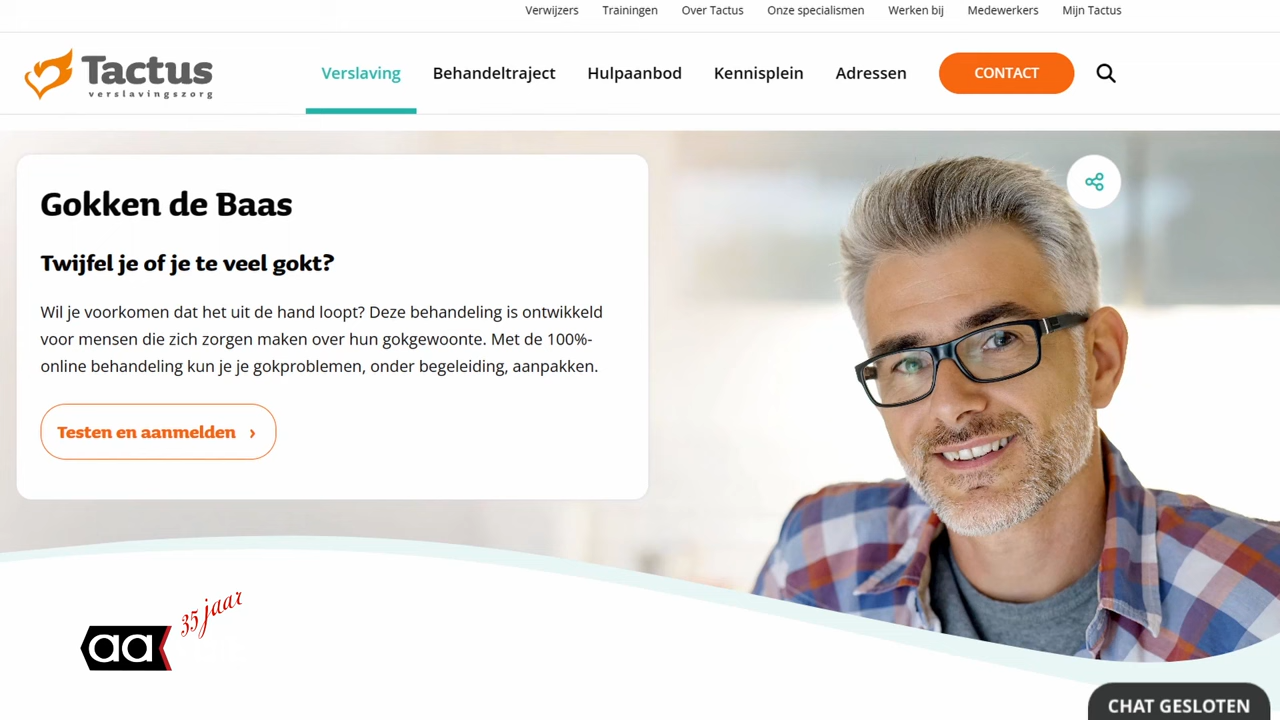 Verwijzers Trainingen Over Tactus Onze specialismen Werken bij Medewerkers Mijn Tactus
Tactus
verslavingszorg
Verslaving Behandeltraject Hulpaanbod Kennisplein Adressen CONTACT
Gokken de Baas
Twijfel je of je te veel gokt?
Wil je voorkomen dat het uit de hand loopt? Deze behandeling is ontwikkeld
voor mensen die zich zorgen maken over hun gokgewoonte. Met de 100%-
online behandeling kun je je gokproblemen, onder begeleiding, aanpakken.
Testen en aanmelden ›
35 jaar
aa
CHAT GESLOTEN